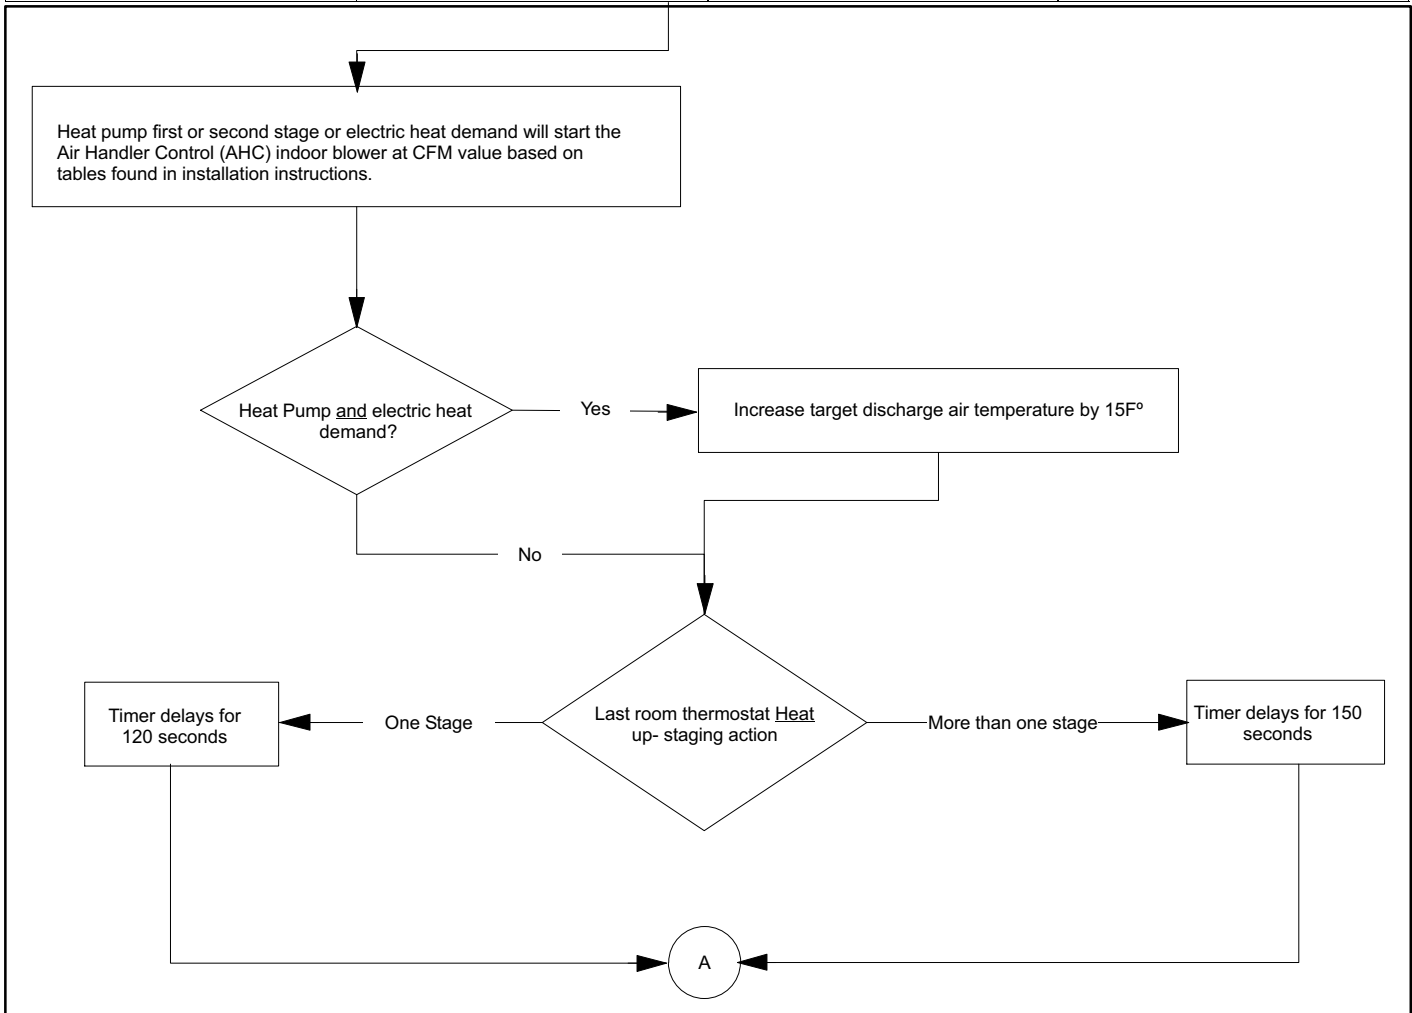 Heat pump first or second stage or electric heat demand will start the
Air Handler Control (AHC) indoor blower at CFM value based on
tables found in installation instructions.
Heat Pump and electric heat
demand?
Yes
Increase target discharge air temperature by 15Fº
No
Last room thermostat Heat
up- staging action
One Stage
Timer delays for
120 seconds
More than one stage
Timer delays for 150
seconds
A